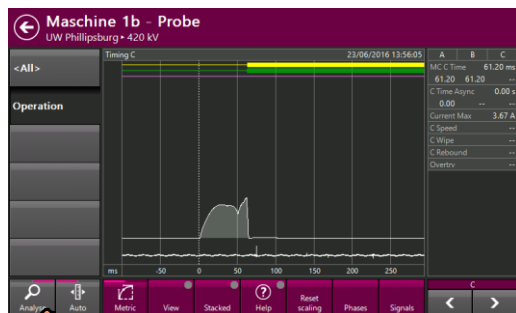 Maschine 1b - Probe
UW Phillipsburg ▸ 420 kV
<All>
Operation
Timing C 23/06/2016 13:56:05
A B C
MC C Time 61.20 ms
61.20 61.20 --
C Time Async 0.00 s
0.00 -- --
Current Max 3.67 A
C Speed --
C Wipe --
C Rebound --
Overtrv --
ms -50 0 50 100 150 200 250
Analyse
Auto
Metric
View
Stacked
Help
Reset scaling
Phases
Signals
C